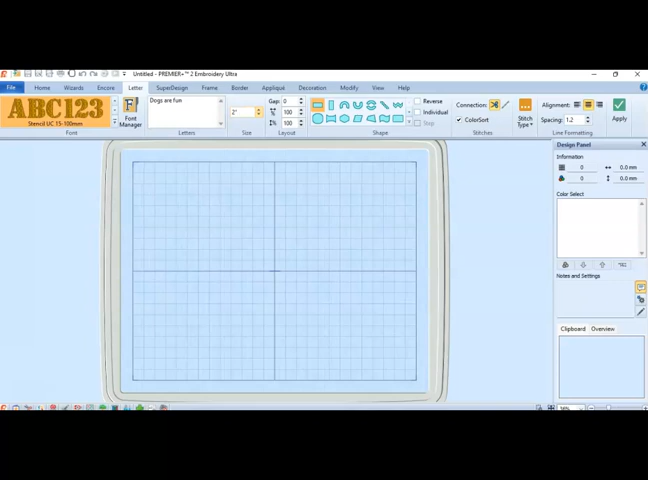 Untitled - PREMIER+™ 2 Embroidery Ultra
File Home Wizards Encore Letter SuperDesign Frame Border Appliqué Decoration Modify View Help
ABC123
Stencil UC 15-100mm
Font
Font Manager
Dogs are fun
Letters
2"
Size
Gap: 0
% 100
% 100
Layout
Shape
Reverse
Individual
Connection:
ColorSort
Stitches
Stitch Type
Alignment:
Spacing: 1.2
Line Formatting
Apply
Design Panel
Information
0 0.0 mm
0 0.0 mm
Color Select
Notes and Settings
Clipboard Overview